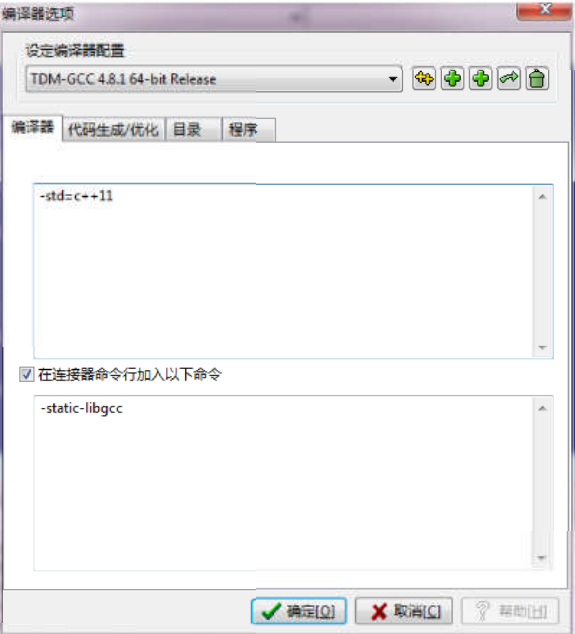 编译器选项
设定编译器配置
TDM-GCC 4.8.1 64-bit Release
编译器 代码生成/优化 目录 程序
-std=c++11
在连接器命令行加入以下命令
-static-libgcc
确定[O] 取消[C] 帮助[H]